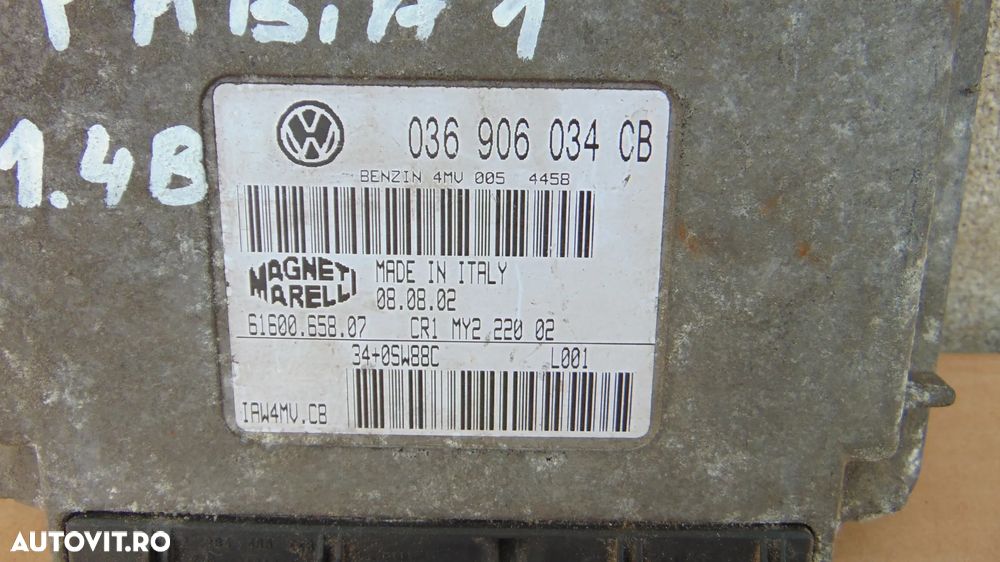 FABIA 1
1.4B
036 906 034 CB
BENZIN 4MV 005 4458
MAGNETI MARELLI
MADE IN ITALY
08.08.02
61600.658.07 CR1 MY2 220 02
34+0SW88C L001
IAW4MV.CB
AUTOVIT.RO